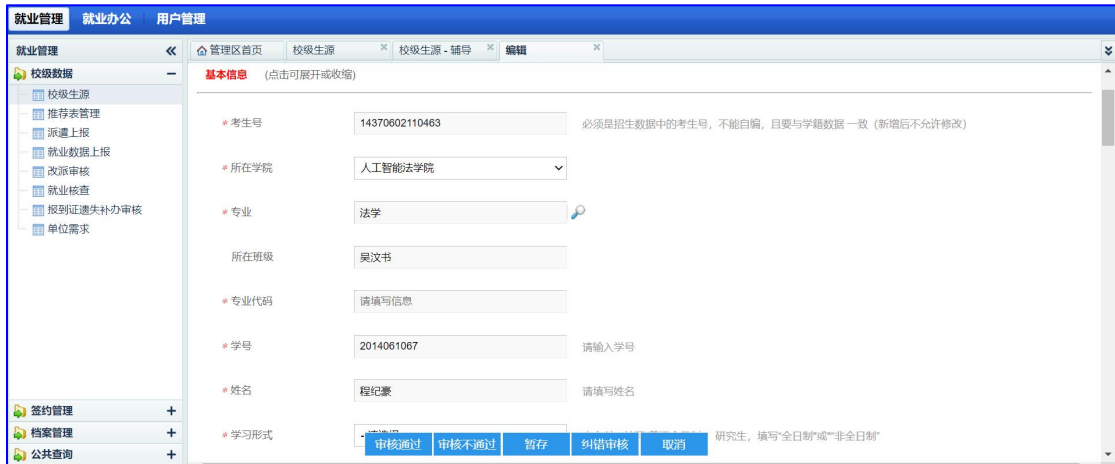 就业管理 就业办公 用户管理
就业管理
校级数据
校级生源
推荐表管理
派遣上报
就业数据上报
改派审核
就业核查
报到证遗失补办审核
单位需求
签约管理
档案管理
公共查询
管理区首页 校级生源 校级生源 - 辅导 编辑
基本信息 (点击可展开或收缩)
* 考生号 14370602110463 必须是招生数据中的考生号，不能自编，且要与学籍数据 一致（新增后不允许修改）
* 所在学院 人工智能法学院
* 专业 法学
所在班级 吴汶书
* 专业代码 请填写信息
* 学号 2014061067 请输入学号
* 姓名 程纪豪 请填写姓名
* 学习形式 研究生，填写"全日制"或"非全日制"
审核通过 审核不通过 暂存 纠错审核 取消